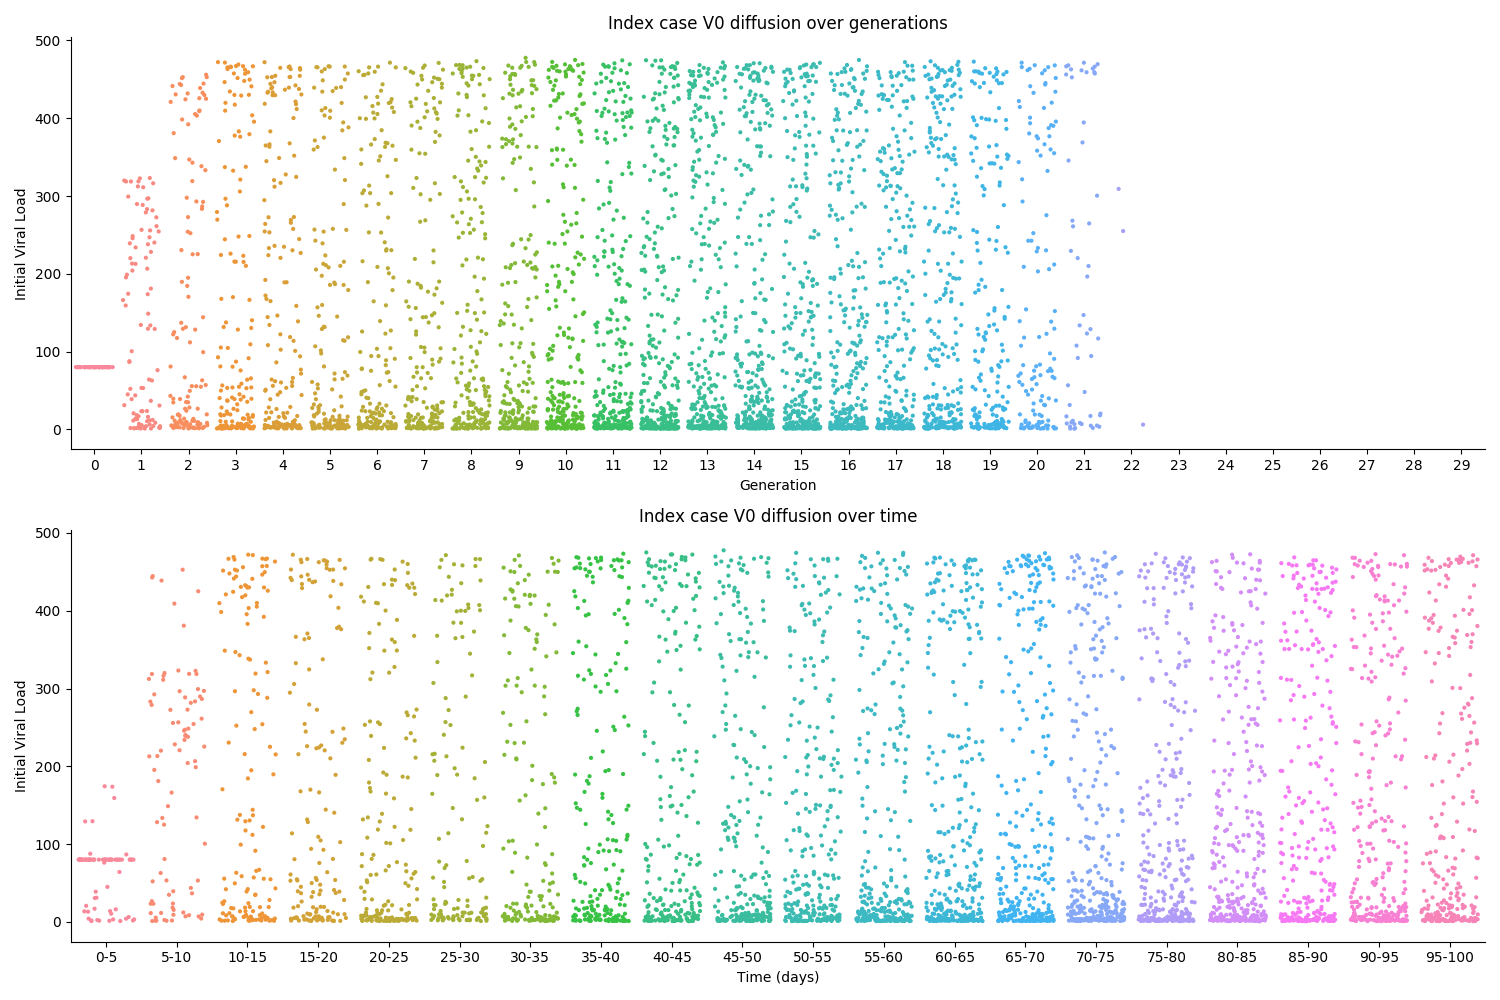 Index case V0 diffusion over generations
500
400
300
200
100
0
Initial Viral Load
0 1 2 3 4 5 6 7 8 9 10 11 12 13 14 15 16 17 18 19 20 21 22 23 24 25 26 27 28 29
Generation
Index case V0 diffusion over time
500
400
300
200
100
0
Initial Viral Load
0-5 5-10 10-15 15-20 20-25 25-30 30-35 35-40 40-45 45-50 50-55 55-60 60-65 65-70 70-75 75-80 80-85 85-90 90-95 95-100
Time (days)